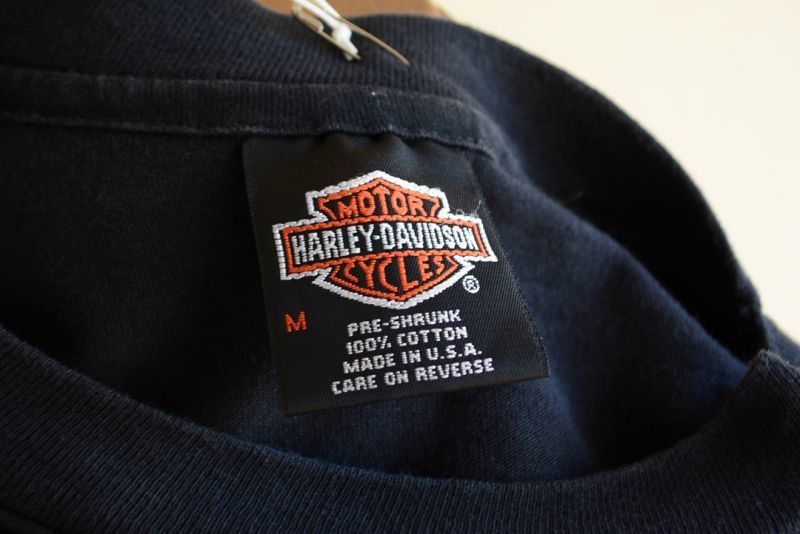 MOTOR
HARLEY-DAVIDSON
CYCLES
®
M
PRE-SHRUNK
100% COTTON
MADE IN U.S.A.
CARE ON REVERSE